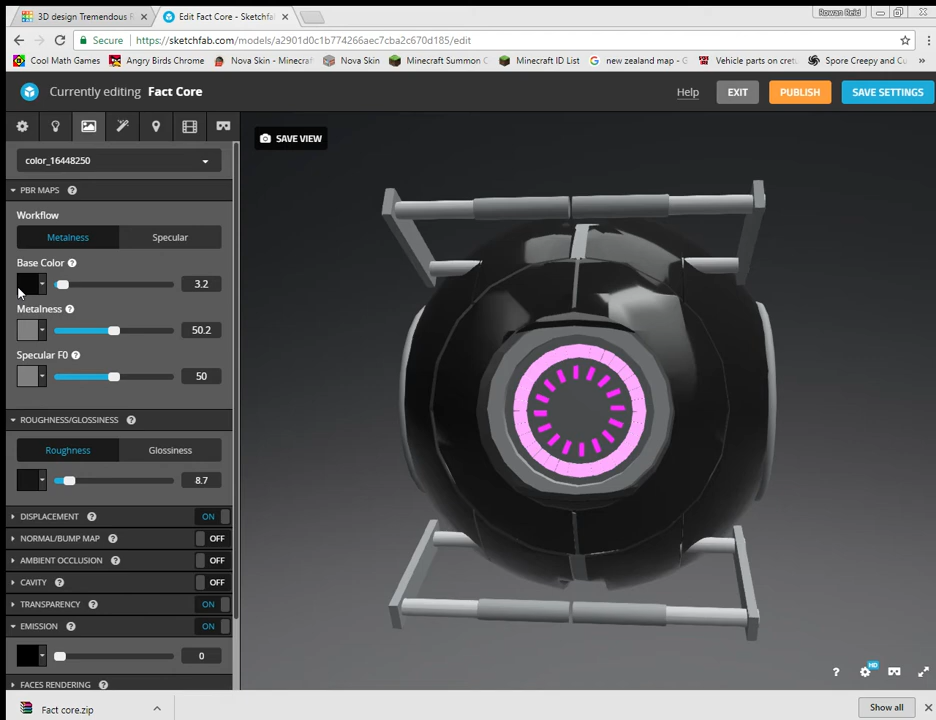 3D design Tremendous R
Edit Fact Core - Sketchfa
Rowan Reid
Secure
https://sketchfab.com/models/a2901d0c1b774266aec7cba2c670d185/edit
Cool Math Games
Angry Birds Chrome
Nova Skin - Minecraf
Nova Skin
Minecraft Summon C
Minecraft ID List
new zealand map - G
Vehicle parts on cret
Spore Creepy and Cu
Currently editing Fact Core
Help
EXIT
PUBLISH
SAVE SETTINGS
SAVE VIEW
color_16448250
PBR MAPS ?
Workflow
Metalness Specular
Base Color ?
3.2
Metalness ?
50.2
Specular F0 ?
50
ROUGHNESS/GLOSSINESS ?
Roughness Glossiness
8.7
DISPLACEMENT ? ON
NORMAL/BUMP MAP ? OFF
AMBIENT OCCLUSION ? OFF
CAVITY ? OFF
TRANSPARENCY ? ON
EMISSION ? ON
0
FACES RENDERING ?
? HD
Fact core.zip
Show all